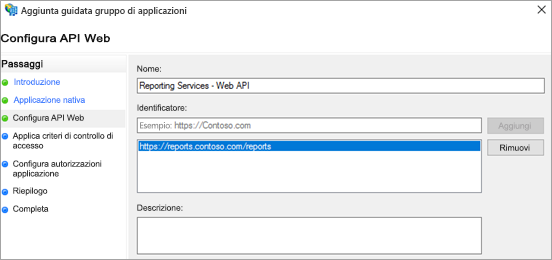 Aggiunta guidata gruppo di applicazioni
Configura API Web
Passaggi
Introduzione
Applicazione nativa
Configura API Web
Applica criteri di controllo di
accesso
Configura autorizzazioni
applicazione
Riepilogo
Completa
Nome:
Reporting Services - Web API
Identificatore:
Esempio: https://Contoso.com
Aggiungi
https://reports.contoso.com/reports
Rimuovi
Descrizione: